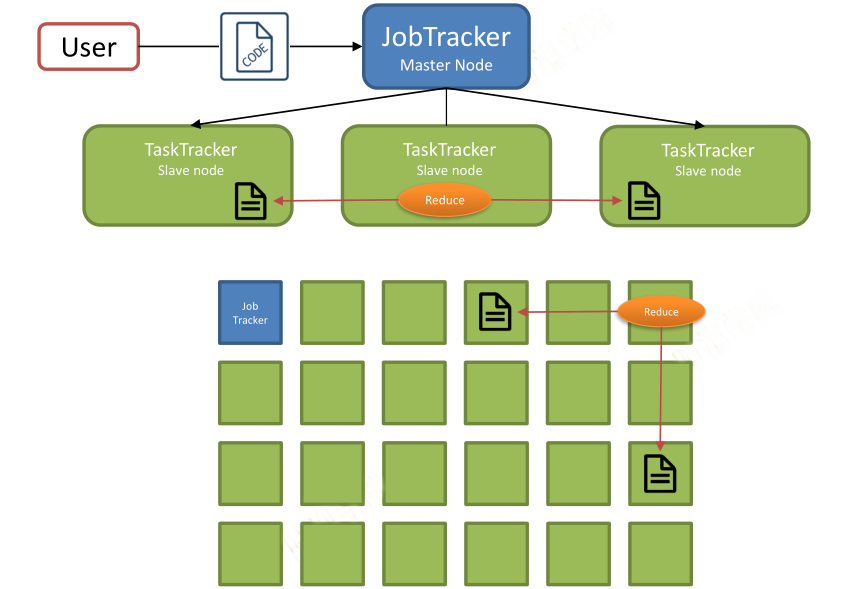 User
CODE
JobTracker
Master Node
TaskTracker
Slave node
TaskTracker
Slave node
TaskTracker
Slave node
Reduce
Job
Tracker
Reduce